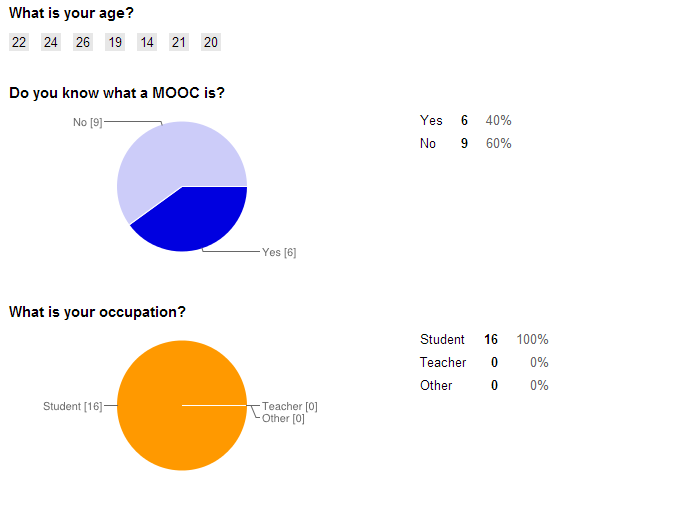 What is your age?
22 24 26 19 14 21 20
Do you know what a MOOC is?
No [9]
Yes [6]
Yes 6 40%
No 9 60%
What is your occupation?
Student [16]
Teacher [0]
Other [0]
Student 16 100%
Teacher 0 0%
Other 0 0%